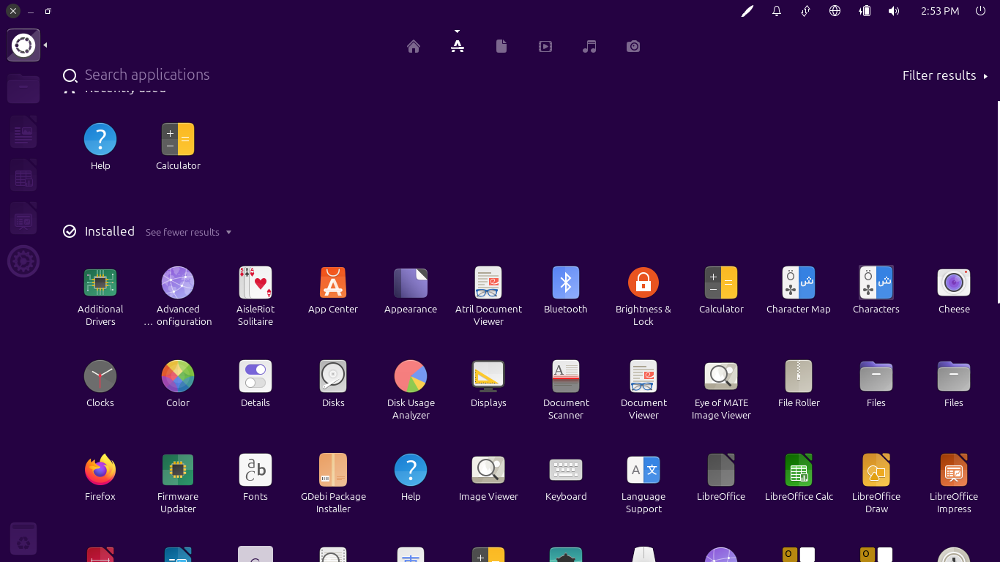 2:53 PM
Search applications
Filter results
Recently used
Help
Calculator
Installed
See fewer results
Additional
Drivers
Advanced
…onfiguration
AisleRiot
Solitaire
App Center
Appearance
Atril Document
Viewer
Bluetooth
Brightness &
Lock
Calculator
Character Map
Characters
Cheese
Clocks
Color
Details
Disks
Disk Usage
Analyzer
Displays
Document
Scanner
Document
Viewer
Eye of MATE
Image Viewer
File Roller
Files
Files
Firefox
Firmware
Updater
Fonts
GDebi Package
Installer
Help
Image Viewer
Keyboard
Language
Support
LibreOffice
LibreOffice Calc
LibreOffice
Draw
LibreOffice
Impress